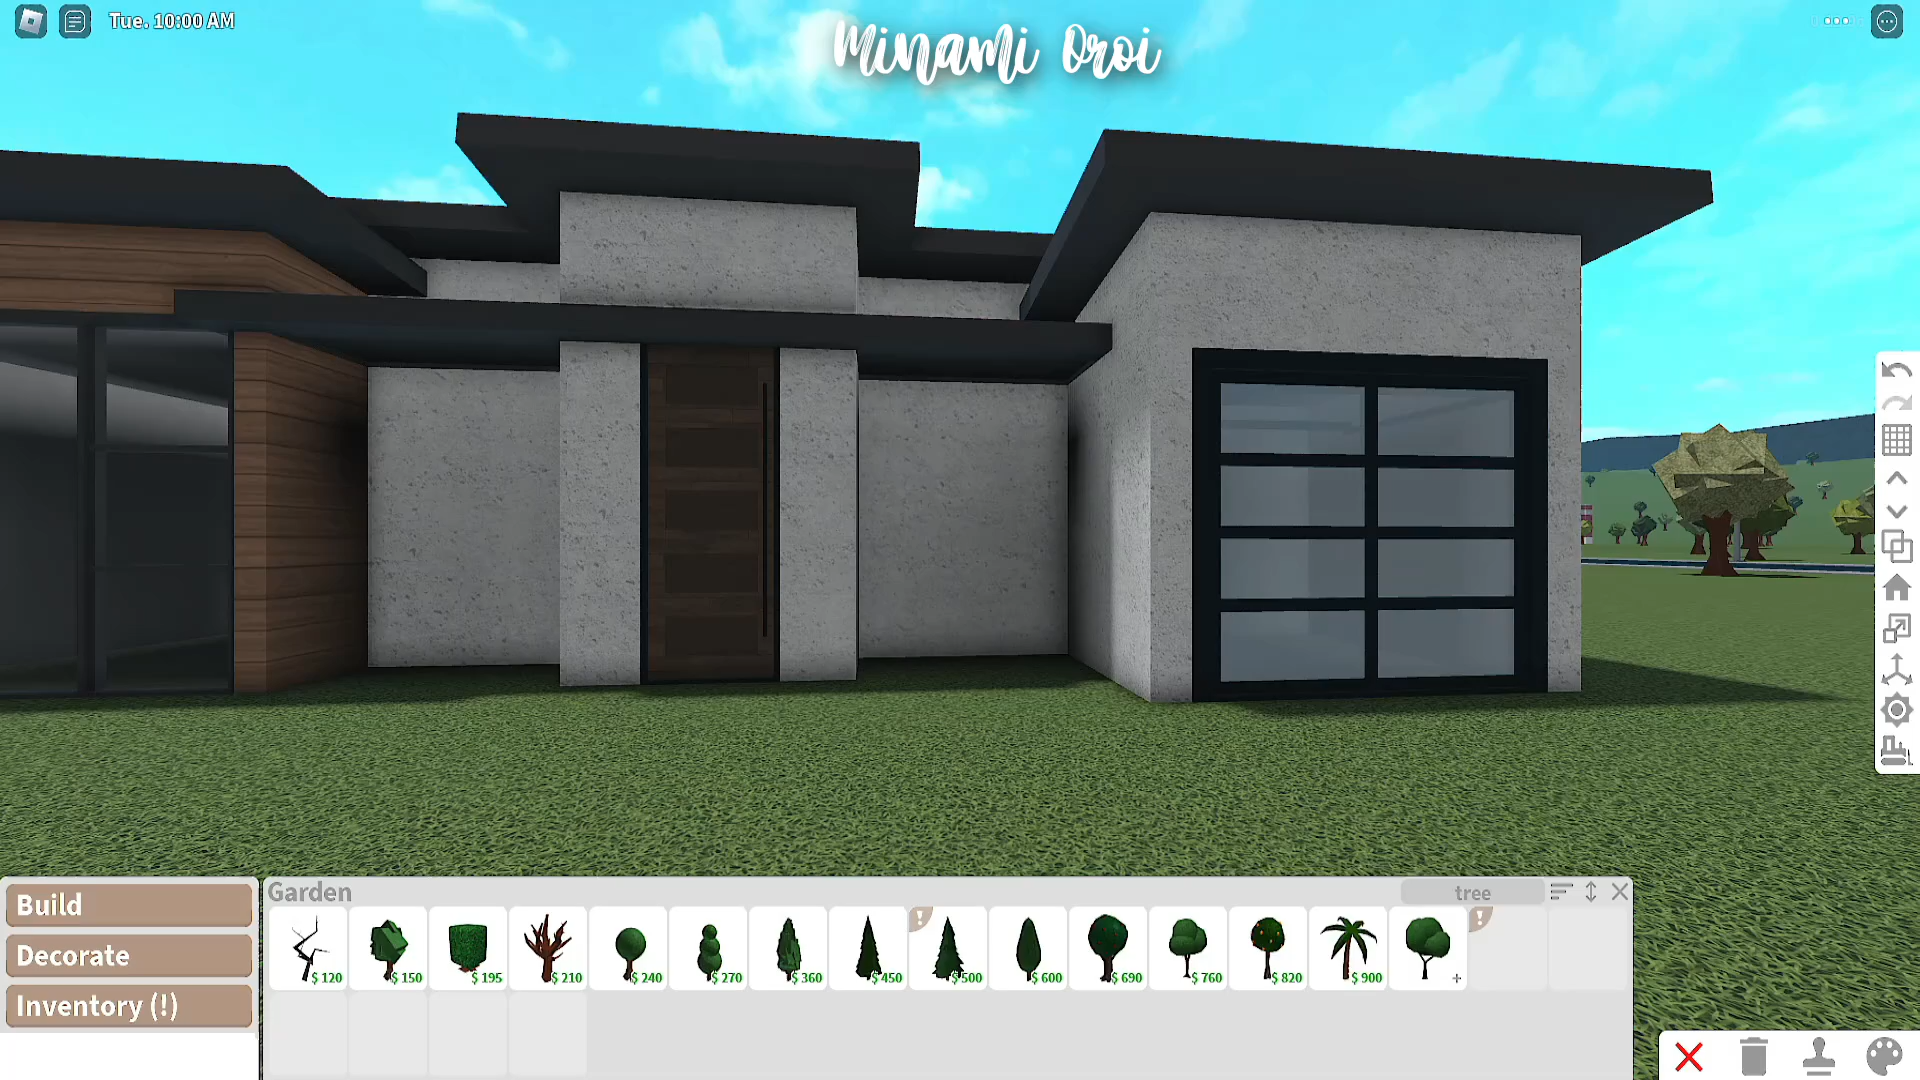 Tue. 10:00 AM
Minami Oroi
Build
Decorate
Inventory (!)
Garden
tree
$ 120
$ 150
$ 195
$ 210
$ 240
$ 270
$ 360
$ 450
$ 500
$ 600
$ 690
$ 760
$ 820
$ 900
+
!
!